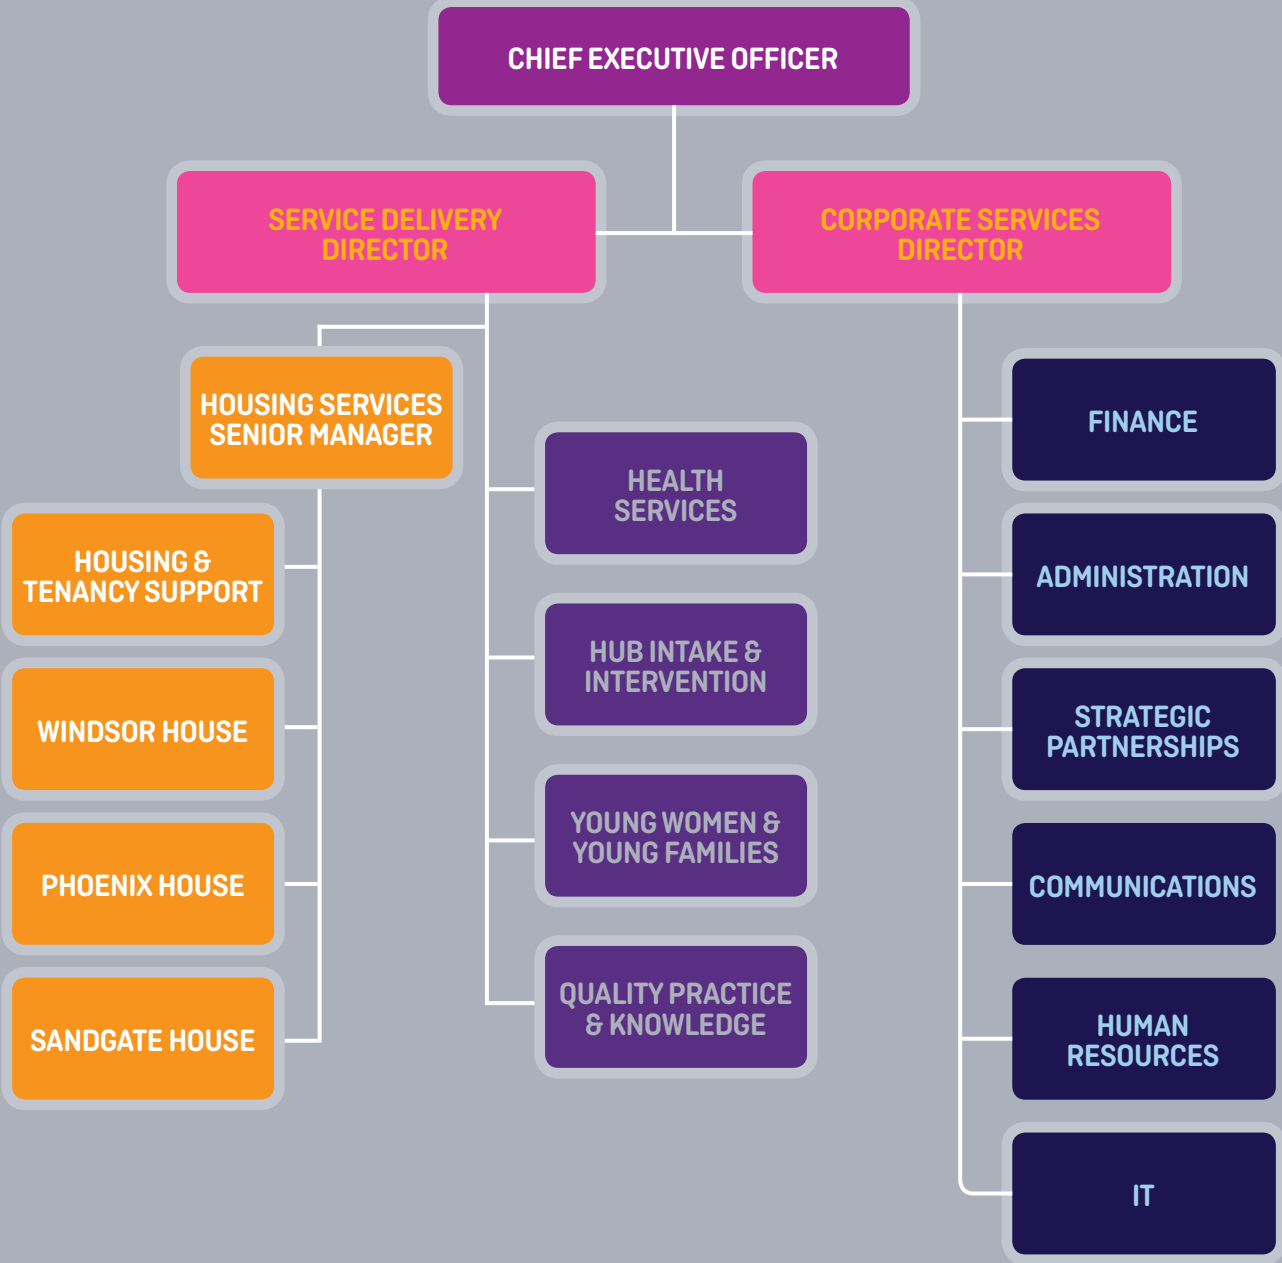 CHIEF EXECUTIVE OFFICER
SERVICE DELIVERY
DIRECTOR
CORPORATE SERVICES
DIRECTOR
HOUSING SERVICES
SENIOR MANAGER
HOUSING &
TENANCY SUPPORT
WINDSOR HOUSE
PHOENIX HOUSE
SANDGATE HOUSE
HEALTH
SERVICES
HUB INTAKE &
INTERVENTION
YOUNG WOMEN &
YOUNG FAMILIES
QUALITY PRACTICE
& KNOWLEDGE
FINANCE
ADMINISTRATION
STRATEGIC
PARTNERSHIPS
COMMUNICATIONS
HUMAN
RESOURCES
IT